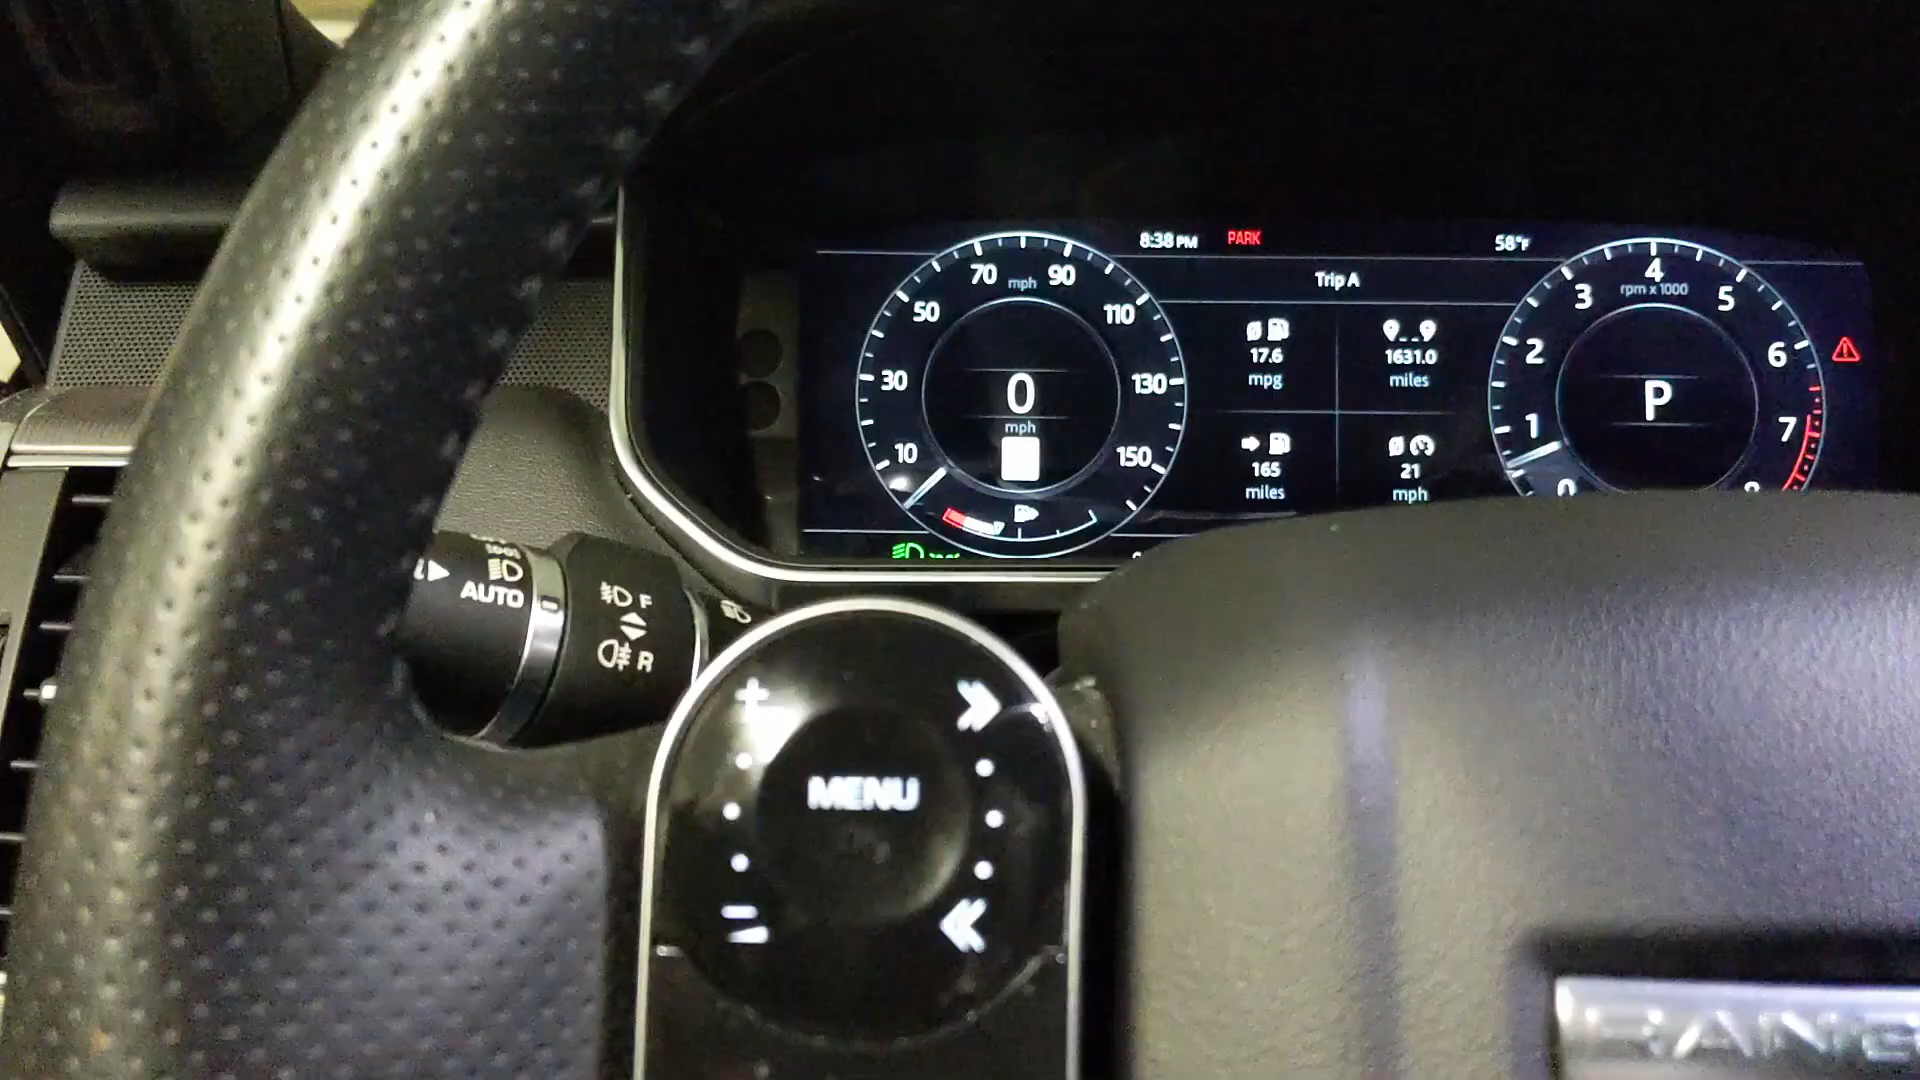 8:38 PM PARK 58°F
Trip A
70 mph 90
50 110
30 130
10 150
0
mph
17.6
mpg
1631.0
miles
165
miles
21
mph
4
rpm x 1000
3 5
2 6
1 7
0 8
P
AUTO
F
R
MENU